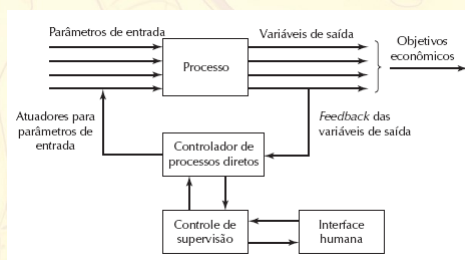 Parâmetros de entrada
Variáveis de saída
Processo
Objetivos
econômicos
Atuadores para
parâmetros de
entrada
Feedback das
variáveis de saída
Controlador de
processos diretos
Controle de
supervisão
Interface
humana